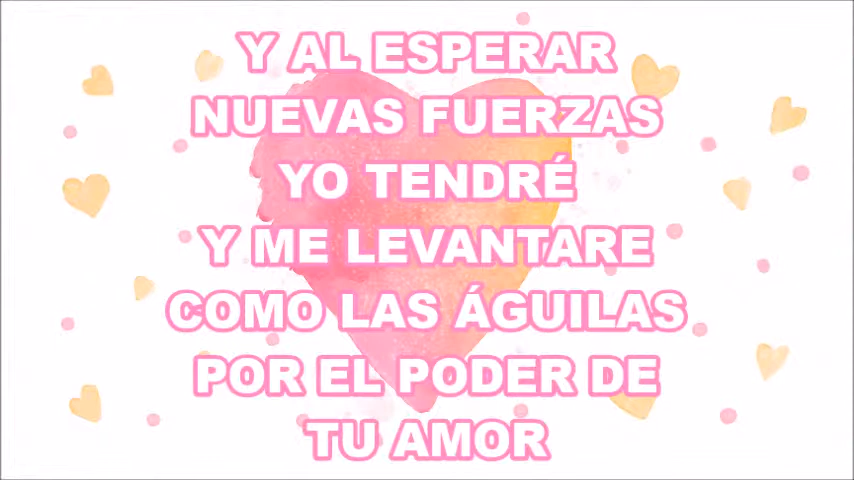 Y AL ESPERAR
NUEVAS FUERZAS
YO TENDRÉ
Y ME LEVANTARE
COMO LAS ÁGUILAS
POR EL PODER DE
TU AMOR